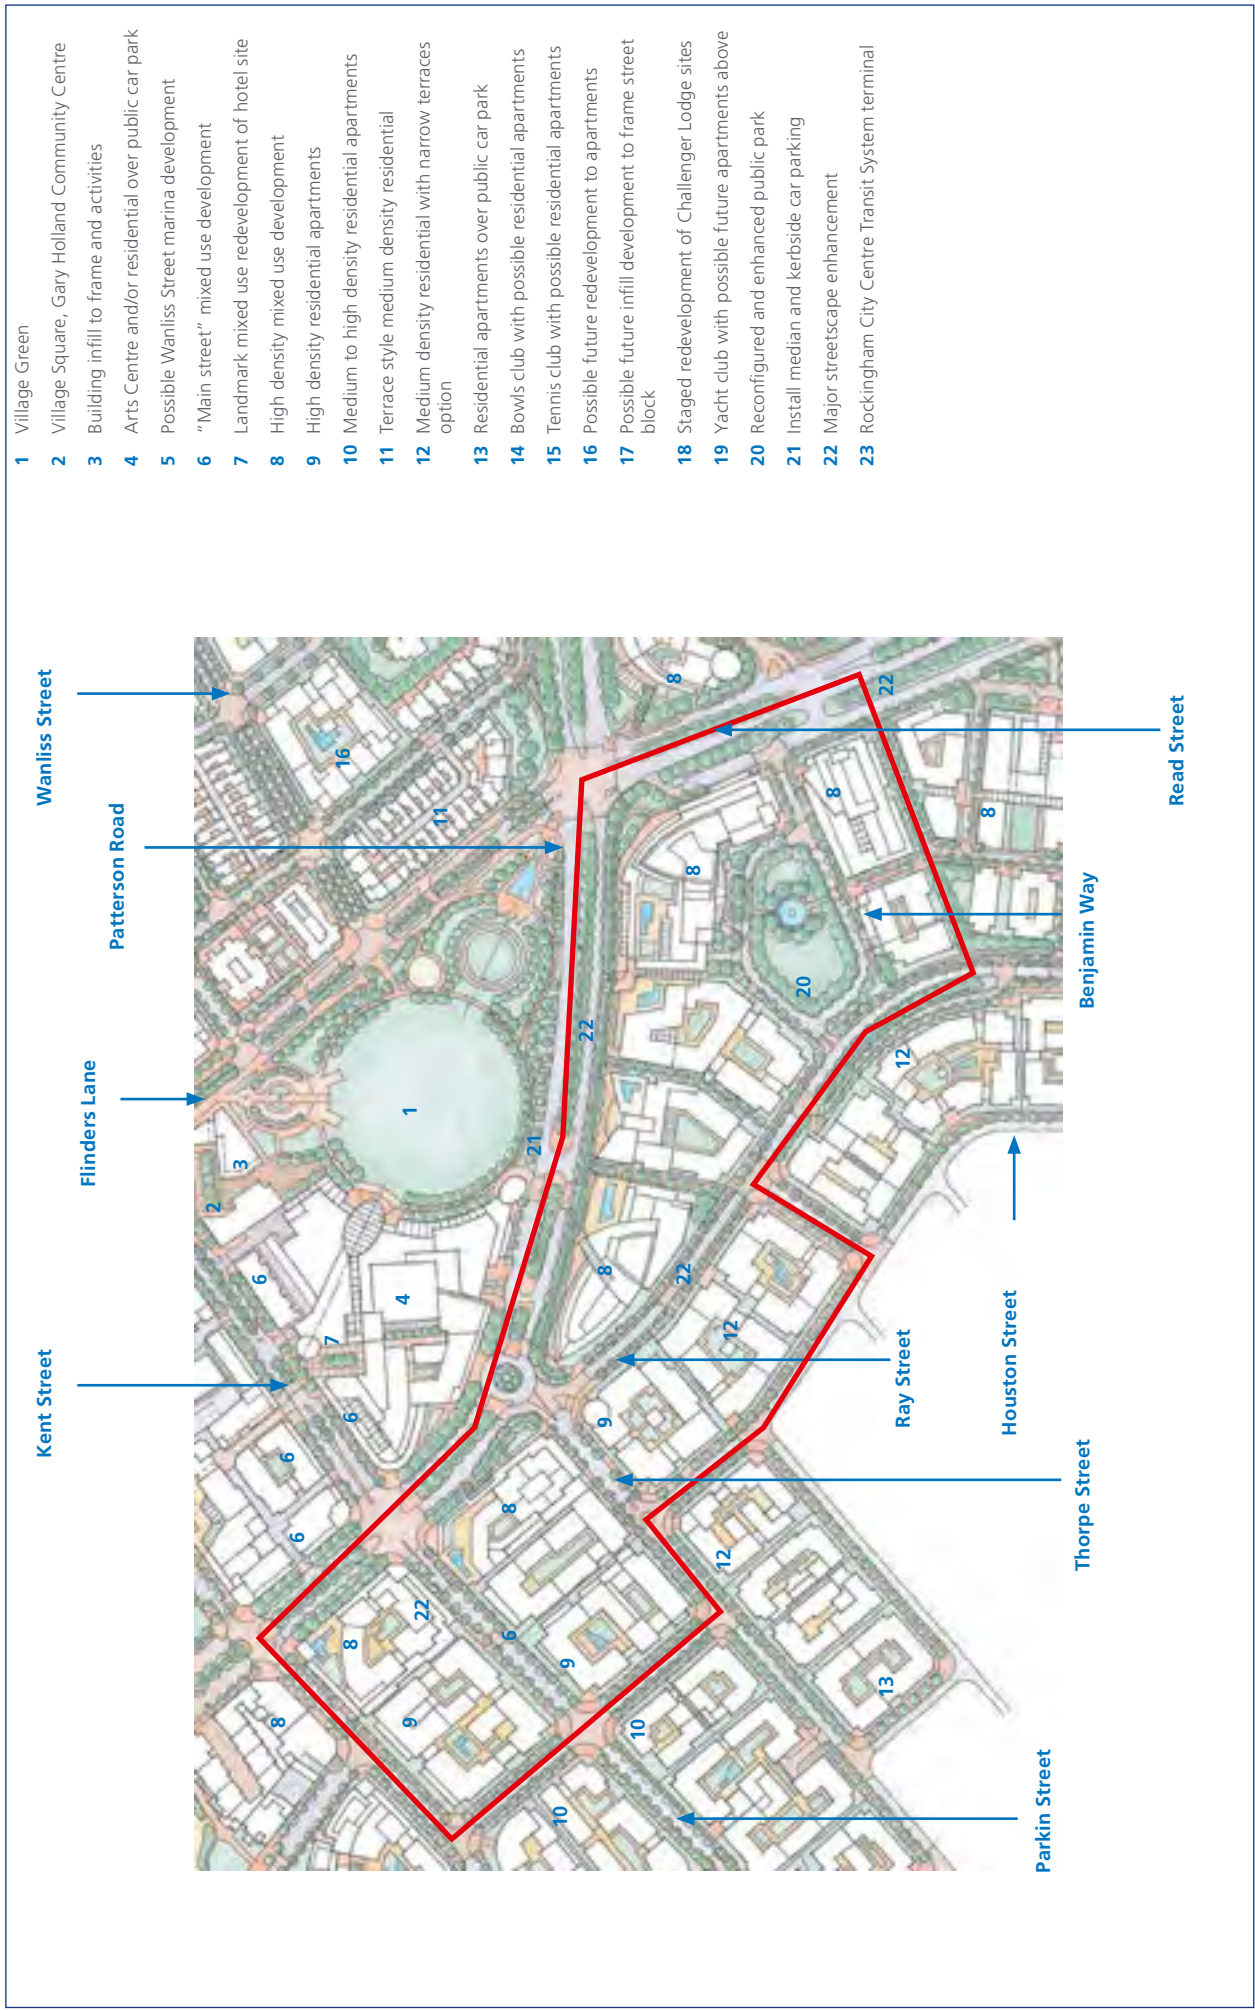 Kent Street
Wanliss Street
Flinders Lane
Patterson Road
2
3
6
8
6
6
7
16
8
6
4
1
9
22
11
6
8
21
10
9
22
9
8
10
8
22
8
12
12
20
8
13
22
12
8
Ray Street
Houston Street
Parkin Street
Thorpe Street
Benjamin Way
Read Street
1 Village Green
2 Village Square, Gary Holland Community Centre
3 Building infill to frame and activities
4 Arts Centre and/or residential over public car park
5 Possible Wanliss Street marina development
6 “Main street” mixed use development
7 Landmark mixed use redevelopment of hotel site
8 High density mixed use development
9 High density residential apartments
10 Medium to high density residential apartments
11 Terrace style medium density residential
12 Medium density residential with narrow terraces
option
13 Residential apartments over public car park
14 Bowls club with possible residential apartments
15 Tennis club with possible residential apartments
16 Possible future redevelopment to apartments
17 Possible future infill development to frame street
block
18 Staged redevelopment of Challenger Lodge sites
19 Yacht club with possible future apartments above
20 Reconfigured and enhanced public park
21 Install median and kerbside car parking
22 Major streetscape enhancement
23 Rockingham City Centre Transit System terminal